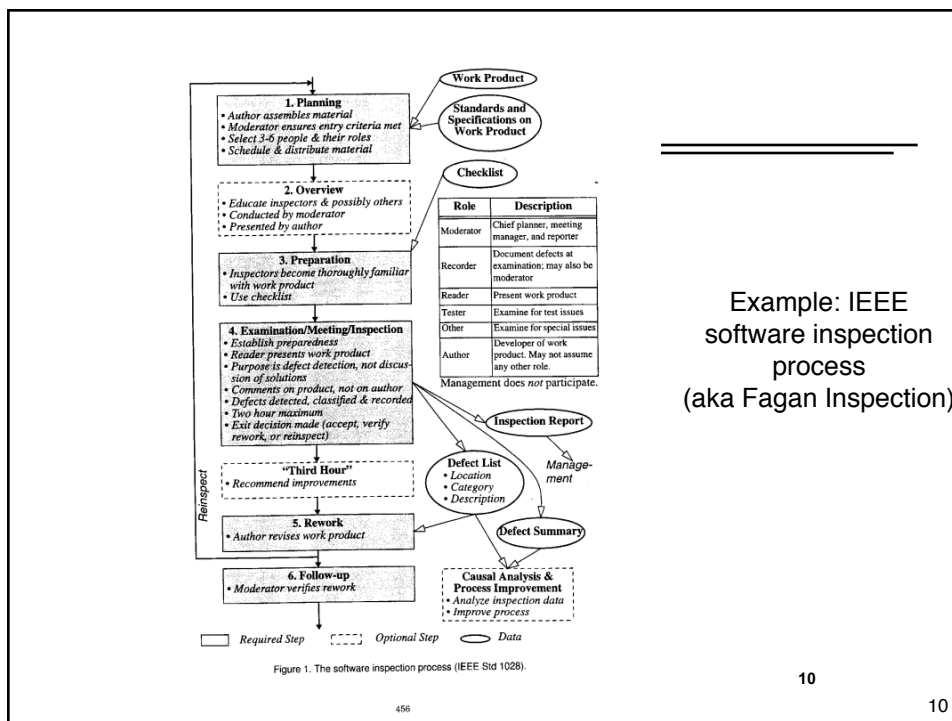 Work Product
1. Planning
• Author assembles material
• Moderator ensures entry criteria met
• Select 3-6 people & their roles
• Schedule & distribute material
Standards and
Specifications on
Work Product
Checklist
2. Overview
• Educate inspectors & possibly others
• Conducted by moderator
• Presented by author
3. Preparation
• Inspectors become thoroughly familiar
with work product
• Use checklist
Role Description
Moderator Chief planner, meeting
manager, and reporter
Recorder Document defects at
examination; may also be
moderator
Reader Present work product
Tester Examine for test issues
Other Examine for special issues
Author Developer of work
product. May not assume
any other role.
Management does not participate.
4. Examination/Meeting/Inspection
• Establish preparedness
• Reader presents work product
• Purpose is defect detection, not discus-
sion of solutions
• Comments on product, not on author
• Defects detected, classified & recorded
• Two hour maximum
• Exit decision made (accept, verify
rework, or reinspect)
Inspection Report
Manage-
ment
Defect List
• Location
• Category
• Description
"Third Hour"
• Recommend improvements
Reinspect
5. Rework
• Author revises work product
Defect Summary
6. Follow-up
• Moderator verifies rework
Causal Analysis &
Process Improvement
• Analyze inspection data
• Improve process
Required Step Optional Step Data
Figure 1. The software inspection process (IEEE Std 1028).
456
Example: IEEE
software inspection
process
(aka Fagan Inspection)
10
10